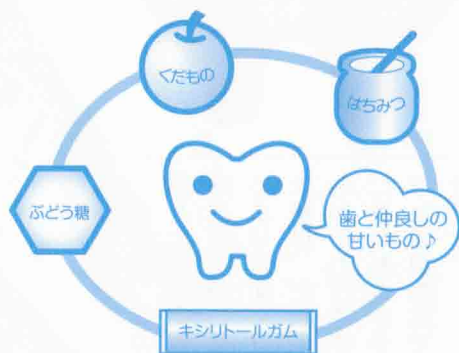 くだもの
はちみつ
ぶどう糖
歯と仲良しの
甘いもの♪
キシリトールガム